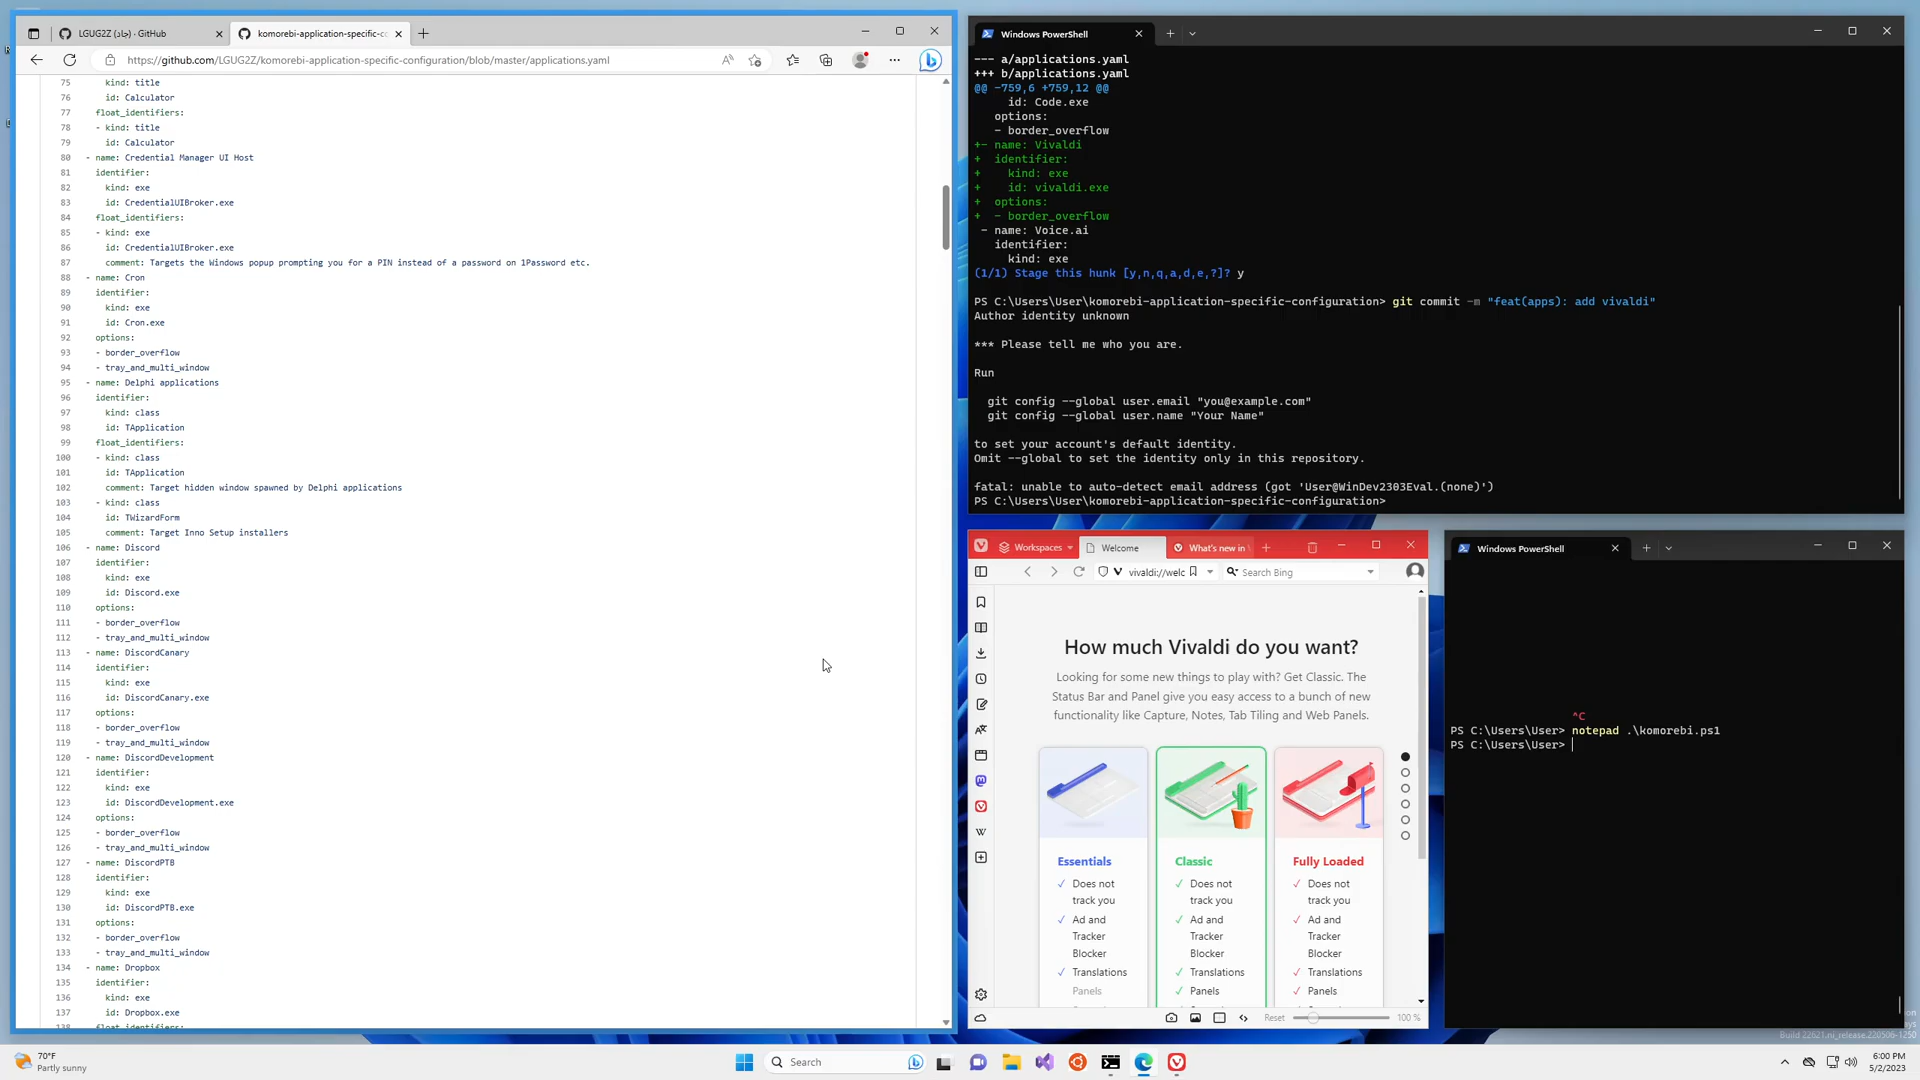 LGUG2Z (جاد) · GitHub
komorebi-application-specific-co
https://github.com/LGUG2Z/komorebi-application-specific-configuration/blob/master/applications.yaml
75 kind: title
76 id: Calculator
77 float_identifiers:
78 - kind: title
79 id: Calculator
80 - name: Credential Manager UI Host
81 identifier:
82 kind: exe
83 id: CredentialUIBroker.exe
84 float_identifiers:
85 - kind: exe
86 id: CredentialUIBroker.exe
87 comment: Targets the Windows popup prompting you for a PIN instead of a password on 1Password etc.
88 - name: Cron
89 identifier:
90 kind: exe
91 id: Cron.exe
92 options:
93 - border_overflow
94 - tray_and_multi_window
95 - name: Delphi applications
96 identifier:
97 kind: class
98 id: TApplication
99 float_identifiers:
100 - kind: class
101 id: TApplication
102 comment: Target hidden window spawned by Delphi applications
103 - kind: class
104 id: TWizardForm
105 comment: Target Inno Setup installers
106 - name: Discord
107 identifier:
108 kind: exe
109 id: Discord.exe
110 options:
111 - border_overflow
112 - tray_and_multi_window
113 - name: DiscordCanary
114 identifier:
115 kind: exe
116 id: DiscordCanary.exe
117 options:
118 - border_overflow
119 - tray_and_multi_window
120 - name: DiscordDevelopment
121 identifier:
122 kind: exe
123 id: DiscordDevelopment.exe
124 options:
125 - border_overflow
126 - tray_and_multi_window
127 - name: DiscordPTB
128 identifier:
129 kind: exe
130 id: DiscordPTB.exe
131 options:
132 - border_overflow
133 - tray_and_multi_window
134 - name: Dropbox
135 identifier:
136 kind: exe
137 id: Dropbox.exe
138 float_identifiers:
Windows PowerShell
--- a/applications.yaml
+++ b/applications.yaml
@@ -759,6 +759,12 @@
id: Code.exe
options:
- border_overflow
+- name: Vivaldi
+ identifier:
+ kind: exe
+ id: vivaldi.exe
+ options:
+ - border_overflow
- name: Voice.ai
identifier:
kind: exe
(1/1) Stage this hunk [y,n,q,a,d,e,?]? y
PS C:\Users\User\komorebi-application-specific-configuration> git commit -m "feat(apps): add vivaldi"
Author identity unknown
*** Please tell me who you are.
Run
git config --global user.email "you@example.com"
git config --global user.name "Your Name"
to set your account's default identity.
Omit --global to set the identity only in this repository.
fatal: unable to auto-detect email address (got 'User@WinDev2303Eval.(none)')
PS C:\Users\User\komorebi-application-specific-configuration>
Workspaces
Welcome
What's new in
vivaldi://welc
Search Bing
How much Vivaldi do you want?
Looking for some new things to play with? Get Classic. The
Status Bar and Panel give you easy access to a bunch of new
functionality like Capture, Notes, Tab Tiling and Web Panels.
Essentials
✓ Does not
track you
✓ Ad and
Tracker
Blocker
✓ Translations
Panels
Classic
✓ Does not
track you
✓ Ad and
Tracker
Blocker
✓ Translations
✓ Panels
Fully Loaded
✓ Does not
track you
✓ Ad and
Tracker
Blocker
✓ Translations
✓ Panels
Reset
100 %
Windows PowerShell
^C
PS C:\Users\User> notepad .\komorebi.ps1
PS C:\Users\User>
Build 22621.ni_release.220506-1250
70°F
Partly sunny
Search
6:00 PM
5/2/2023